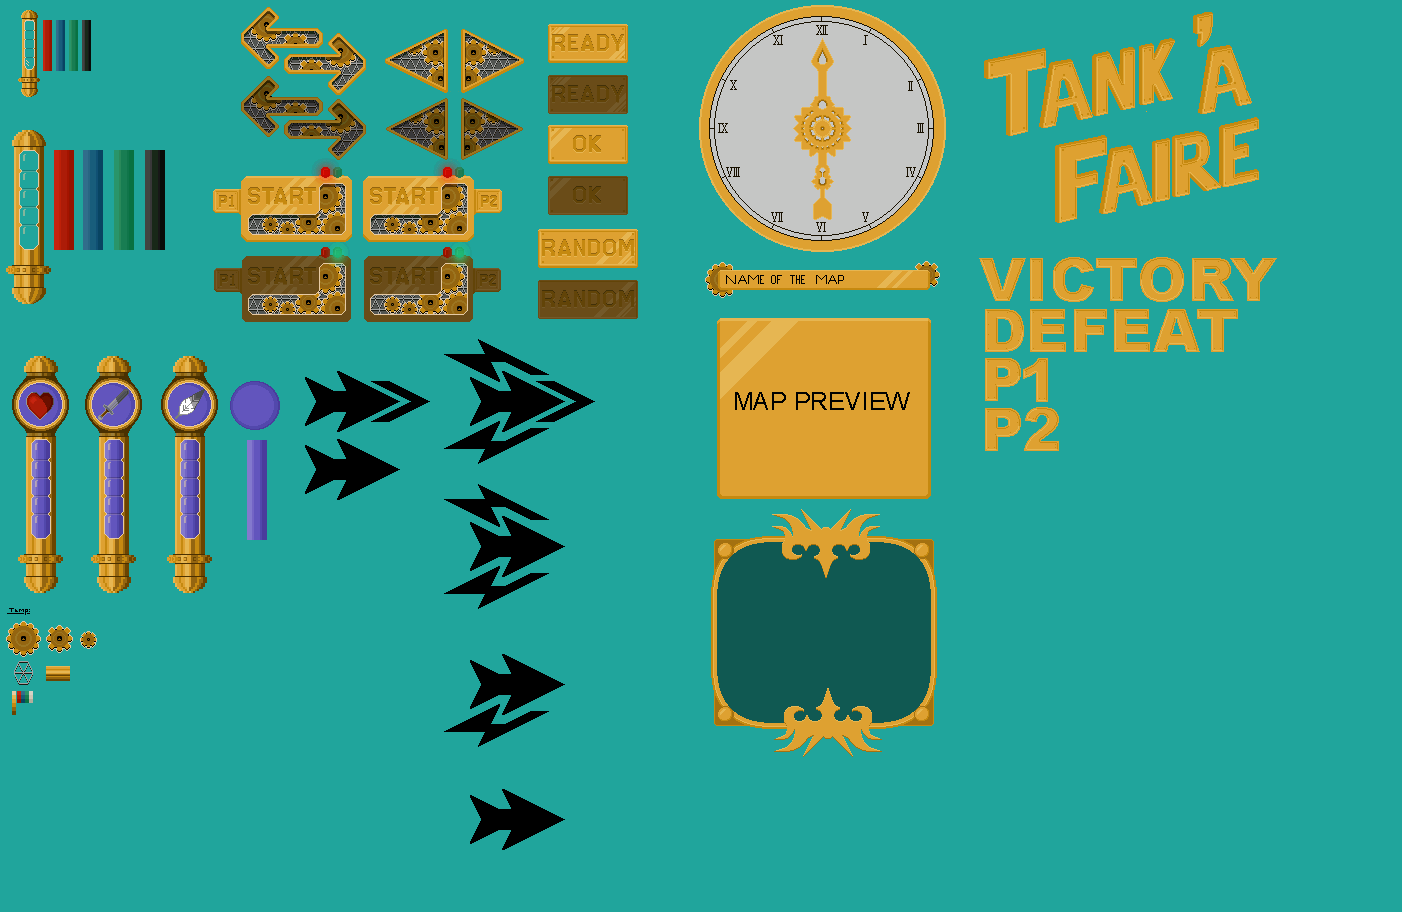 READY
READY
OK
OK
RANDOM
RANDOM
P1 START
START P2
P1 START
START P2
Temp:
XII
I
II
III
IV
V
VI
VII
VIII
IX
X
XI
NAME OF THE MAP
MAP PREVIEW
TANK 'A
FAIRE
VICTORY
DEFEAT
P1
P2